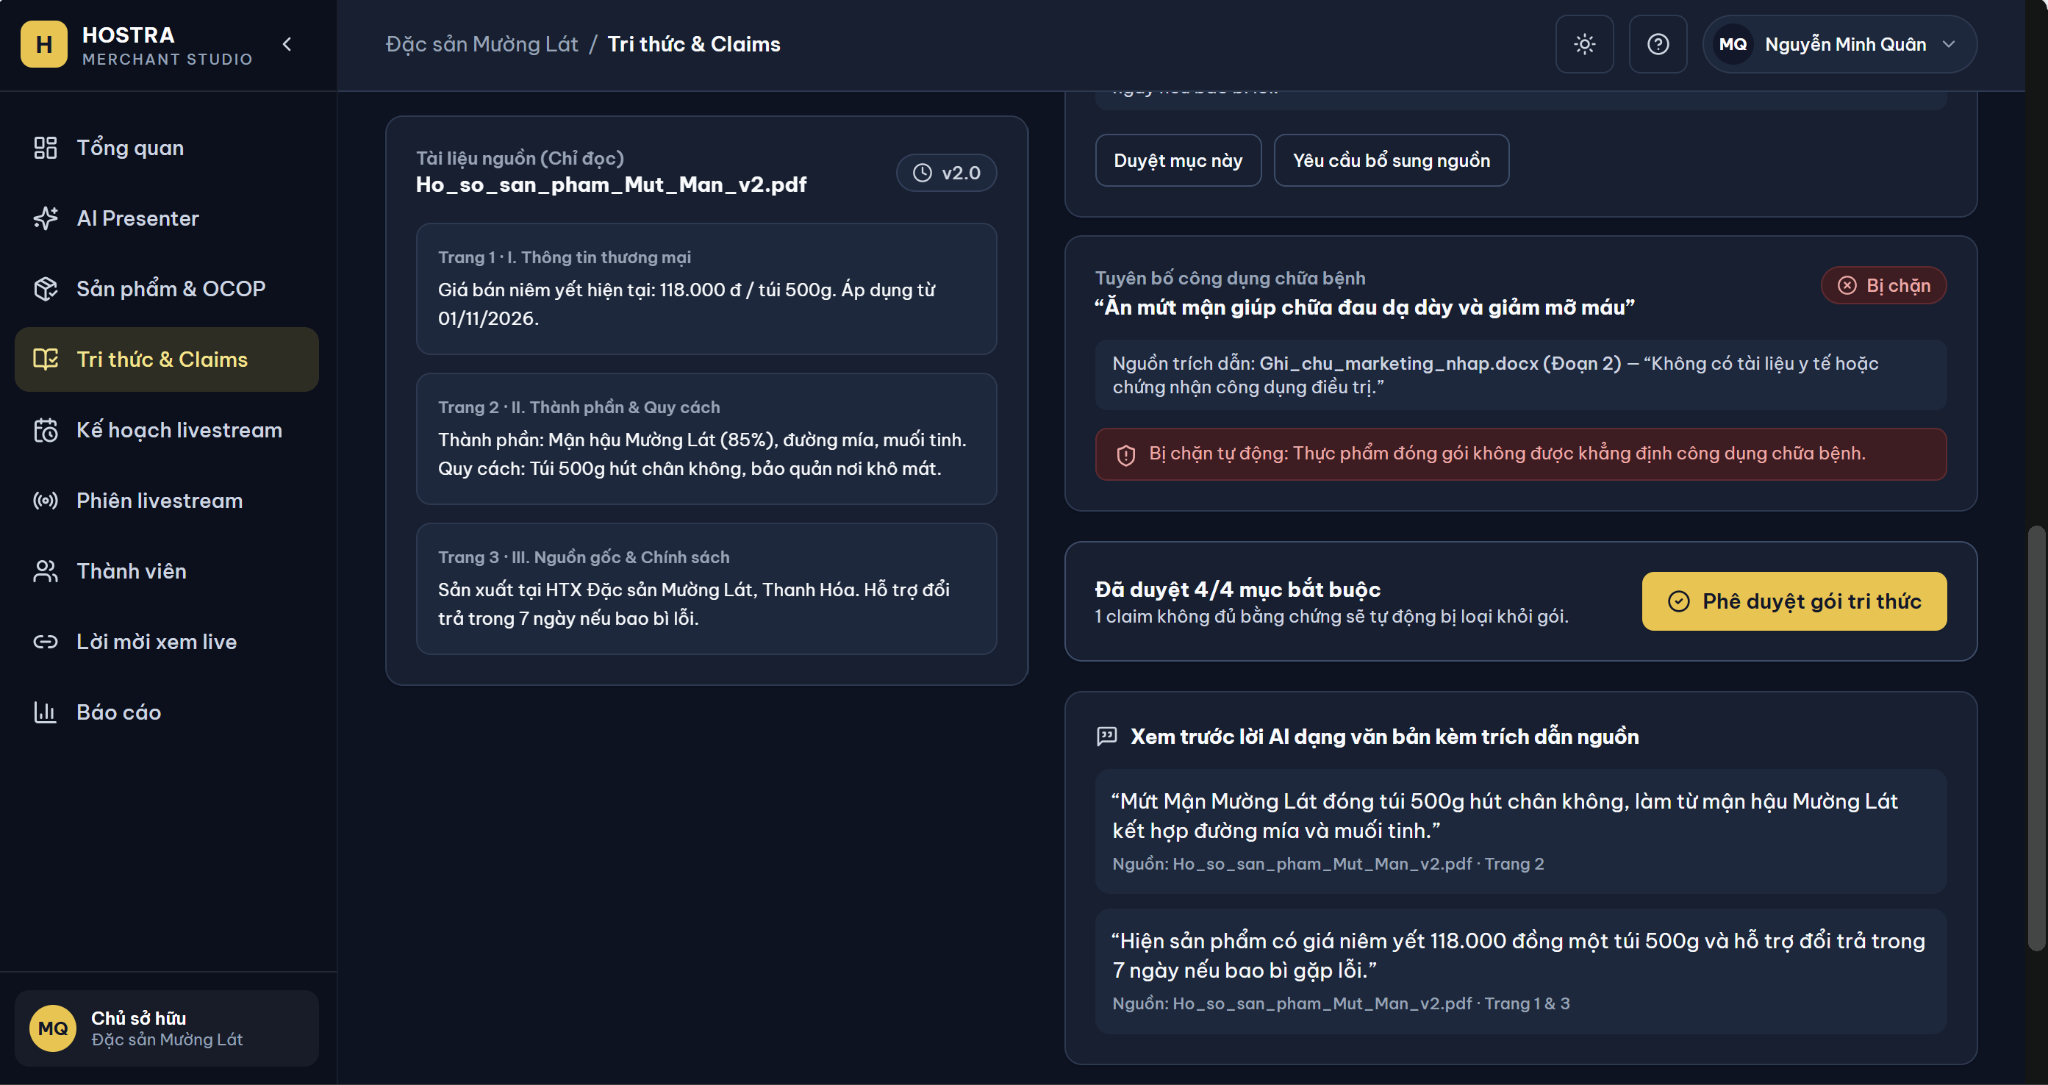 H
HOSTRA
MERCHANT STUDIO
Đặc sản Mường Lát / Tri thức & Claims
MQ Nguyễn Minh Quân
Tổng quan
AI Presenter
Sản phẩm & OCOP
Tri thức & Claims
Kế hoạch livestream
Phiên livestream
Thành viên
Lời mời xem live
Báo cáo
MQ
Chủ sở hữu
Đặc sản Mường Lát
Tài liệu nguồn (Chỉ đọc)
Ho_so_san_pham_Mut_Man_v2.pdf
v2.0
Trang 1 · I. Thông tin thương mại
Giá bán niêm yết hiện tại: 118.000 đ / túi 500g. Áp dụng từ
01/11/2026.
Trang 2 · II. Thành phần & Quy cách
Thành phần: Mận hậu Mường Lát (85%), đường mía, muối tinh.
Quy cách: Túi 500g hút chân không, bảo quản nơi khô mát.
Trang 3 · III. Nguồn gốc & Chính sách
Sản xuất tại HTX Đặc sản Mường Lát, Thanh Hóa. Hỗ trợ đổi
trả trong 7 ngày nếu bao bì lỗi.
Duyệt mục này
Yêu cầu bổ sung nguồn
Tuyên bố công dụng chữa bệnh
“Ăn mứt mận giúp chữa đau dạ dày và giảm mỡ máu”
Bị chặn
Nguồn trích dẫn: Ghi_chu_marketing_nhap.docx (Đoạn 2) — “Không có tài liệu y tế hoặc
chứng nhận công dụng điều trị.”
Bị chặn tự động: Thực phẩm đóng gói không được khẳng định công dụng chữa bệnh.
Đã duyệt 4/4 mục bắt buộc
1 claim không đủ bằng chứng sẽ tự động bị loại khỏi gói.
Phê duyệt gói tri thức
Xem trước lời AI dạng văn bản kèm trích dẫn nguồn
“Mứt Mận Mường Lát đóng túi 500g hút chân không, làm từ mận hậu Mường Lát
kết hợp đường mía và muối tinh.”
Nguồn: Ho_so_san_pham_Mut_Man_v2.pdf · Trang 2
“Hiện sản phẩm có giá niêm yết 118.000 đồng một túi 500g và hỗ trợ đổi trả trong
7 ngày nếu bao bì gặp lỗi.”
Nguồn: Ho_so_san_pham_Mut_Man_v2.pdf · Trang 1 & 3